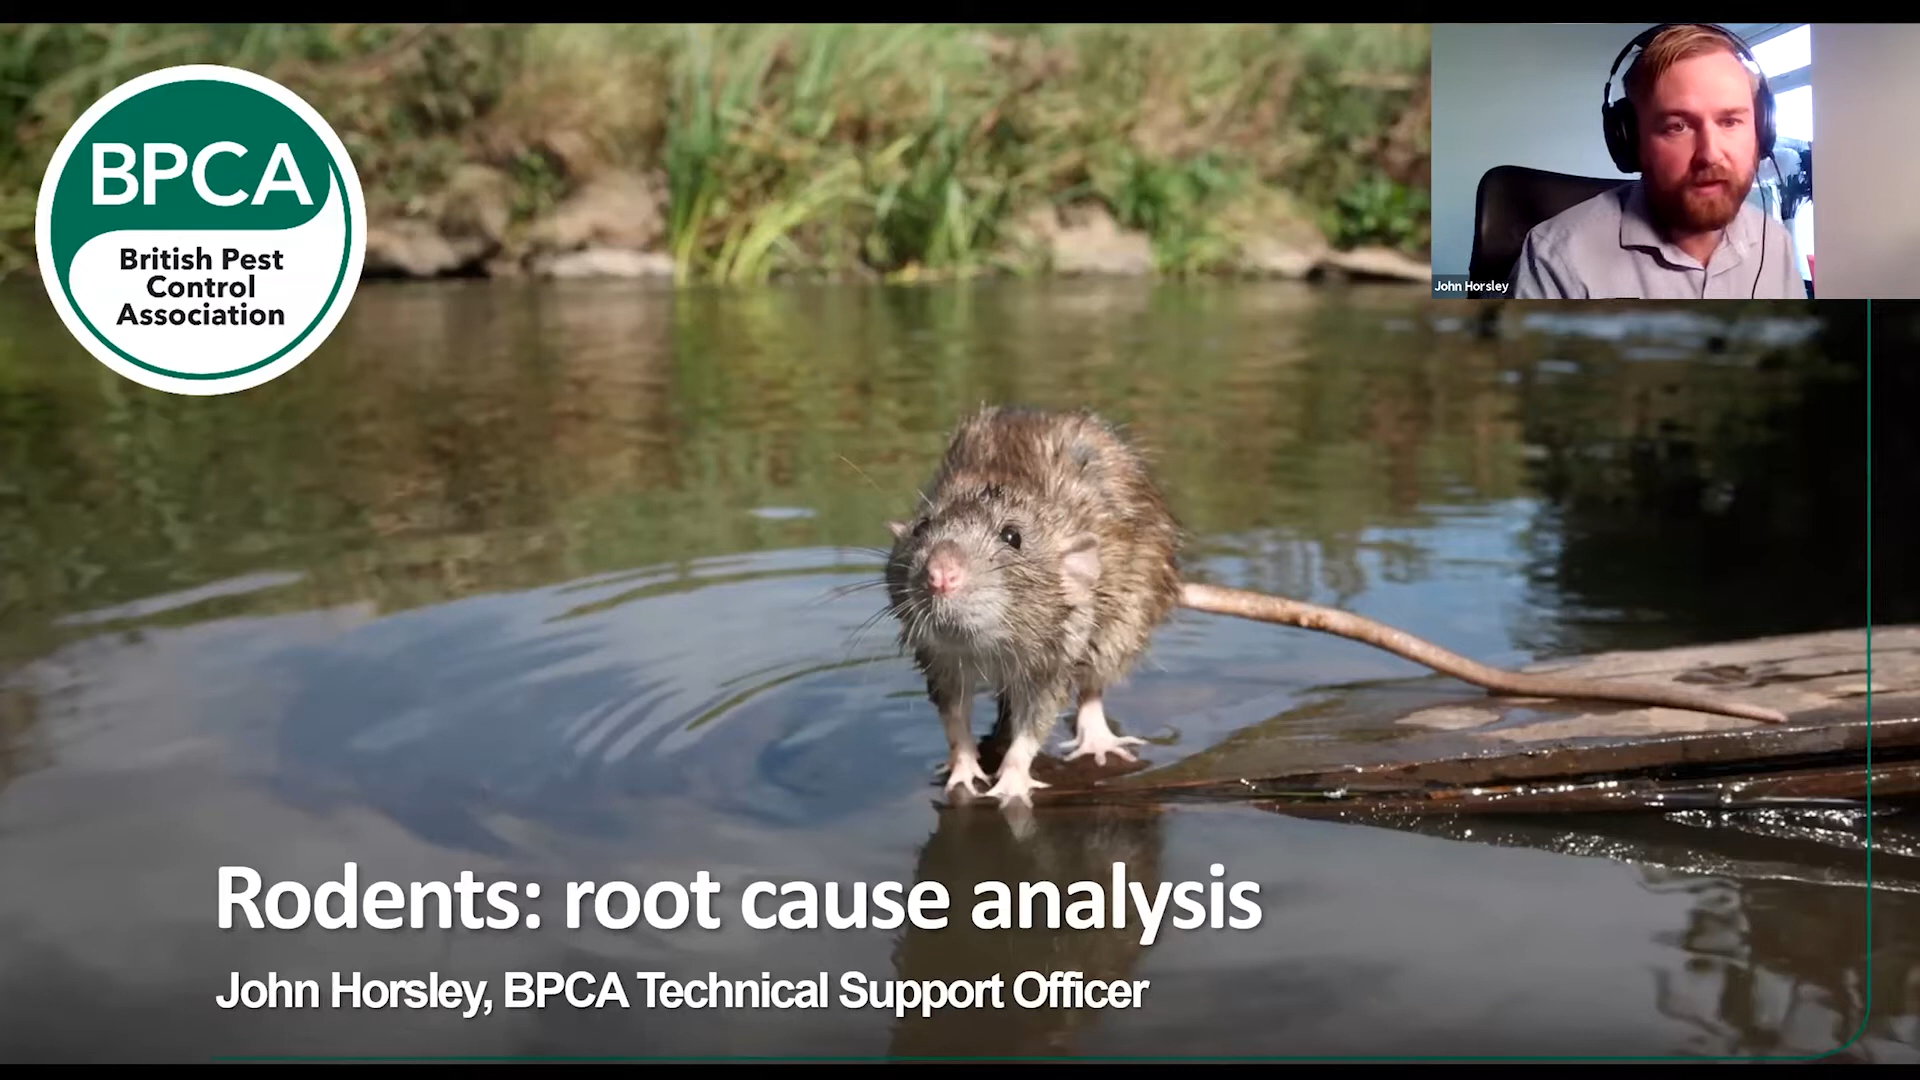 BPCA
British Pest
Control
Association
John Horsley
Rodents: root cause analysis
John Horsley, BPCA Technical Support Officer